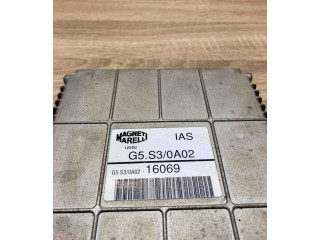 MAGNETI
MARELLI
IAS
12VDC
G5.S3/0A02
G5.S3/0A02 - 16069